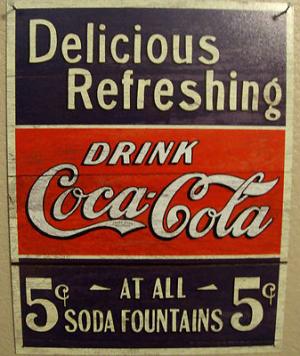 Delicious
Refreshing
DRINK
Coca-Cola
5¢ - AT ALL - 5¢
SODA FOUNTAINS